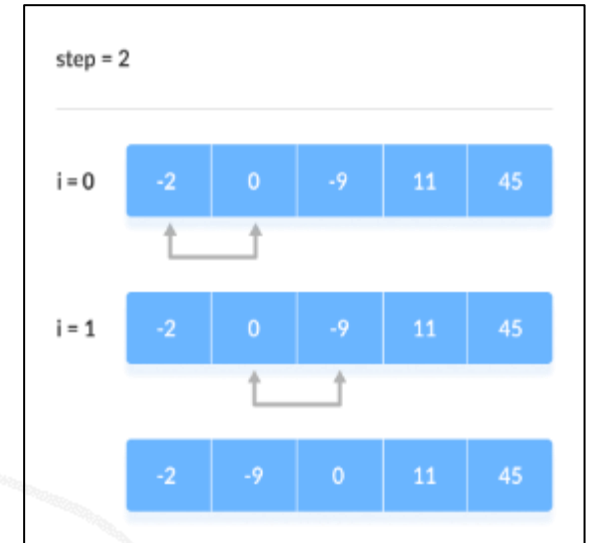 step = 2
i = 0 -2 0 -9 11 45
i = 1 -2 0 -9 11 45
-2 -9 0 11 45